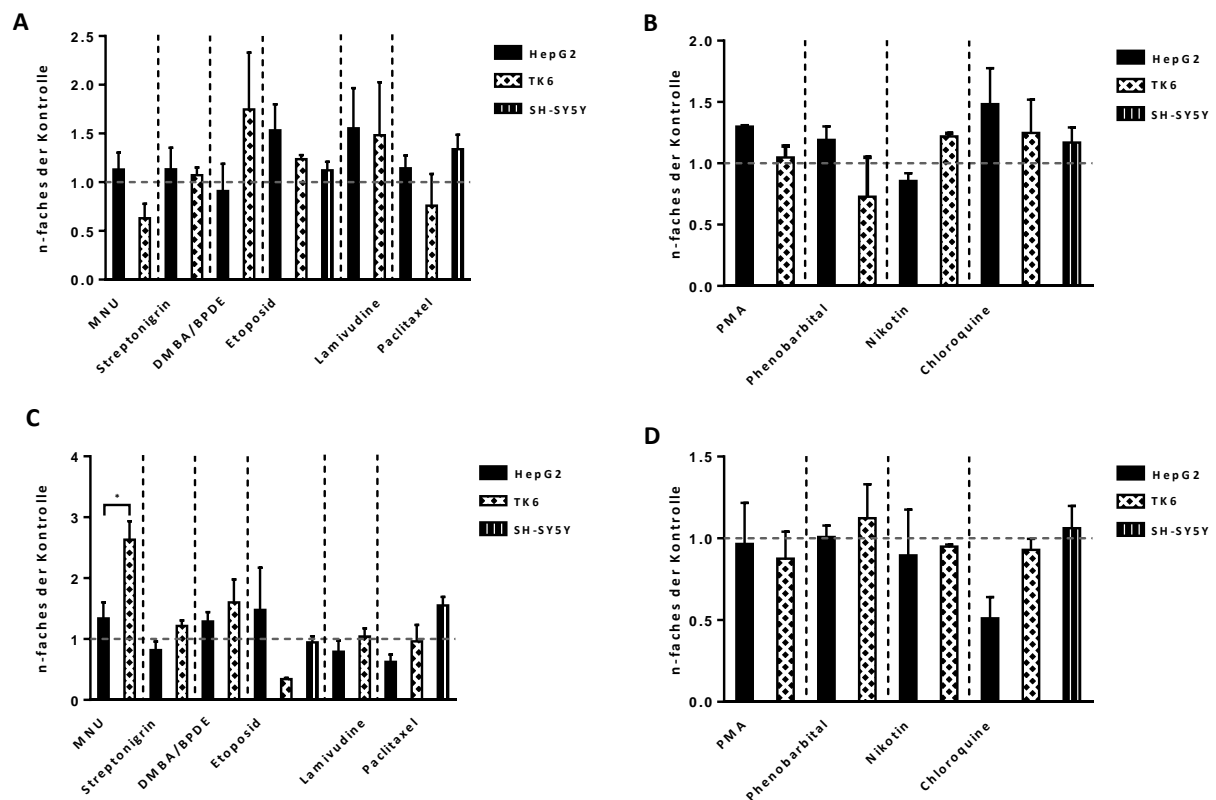 A
n-faches der Kontrolle
2.5
2.0
1.5
1.0
0.5
0.0
MNU
Streptonigrin
DMBA/BPDE
Etoposid
Lamivudine
Paclitaxel
HepG2
TK6
SH-SY5Y
B
n-faches der Kontrolle
2.0
1.5
1.0
0.5
0.0
PMA
Phenobarbital
Nikotin
Chloroquine
HepG2
TK6
SH-SY5Y
C
n-faches der Kontrolle
4
3
2
1
0
*
MNU
Streptonigrin
DMBA/BPDE
Etoposid
Lamivudine
Paclitaxel
HepG2
TK6
SH-SY5Y
D
n-faches der Kontrolle
1.5
1.0
0.5
0.0
PMA
Phenobarbital
Nikotin
Chloroquine
HepG2
TK6
SH-SY5Y